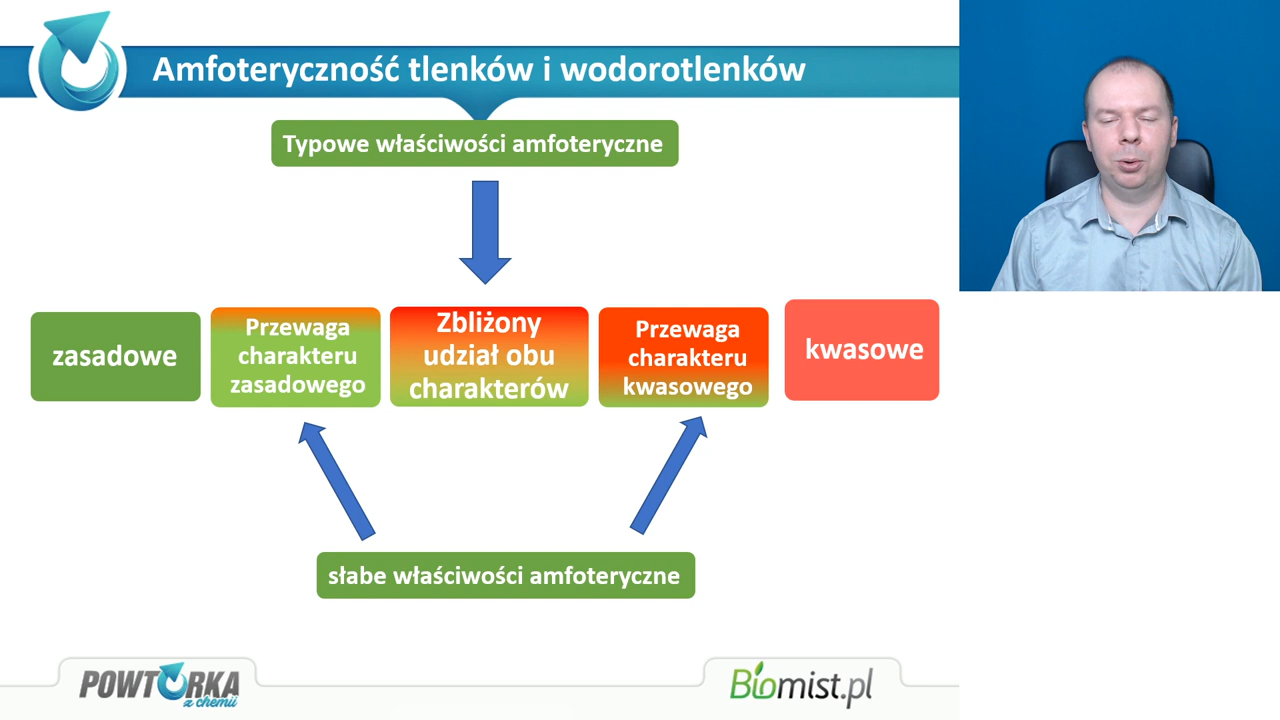 Amfoteryczność tlenków i wodorotlenków
Typowe właściwości amfoteryczne
zasadowe
Przewaga
charakteru
zasadowego
Zbliżony
udział obu
charakterów
Przewaga
charakteru
kwasowego
kwasowe
słabe właściwości amfoteryczne
POWTÓRKA
z chemii
Biomist.pl